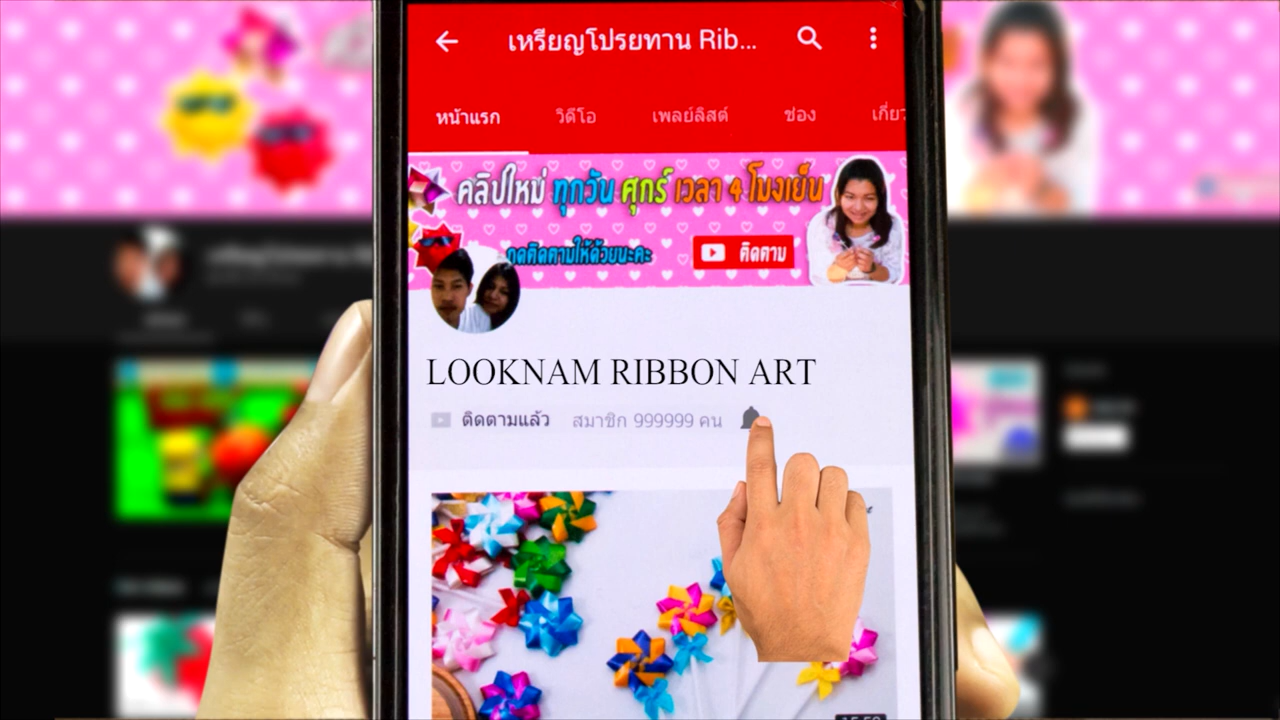 เหรียญโปรยทาน Rib...
หน้าแรก วิดีโอ เพลย์ลิสต์ ช่อง เกี่ยว
คลิปใหม่ ทุกวัน ศุกร์ เวลา 4 โมงเย็น
กดติดตามให้ด้วยนะคะ
ติดตาม
LOOKNAM RIBBON ART
ติดตามแล้ว สมาชิก 999999 คน